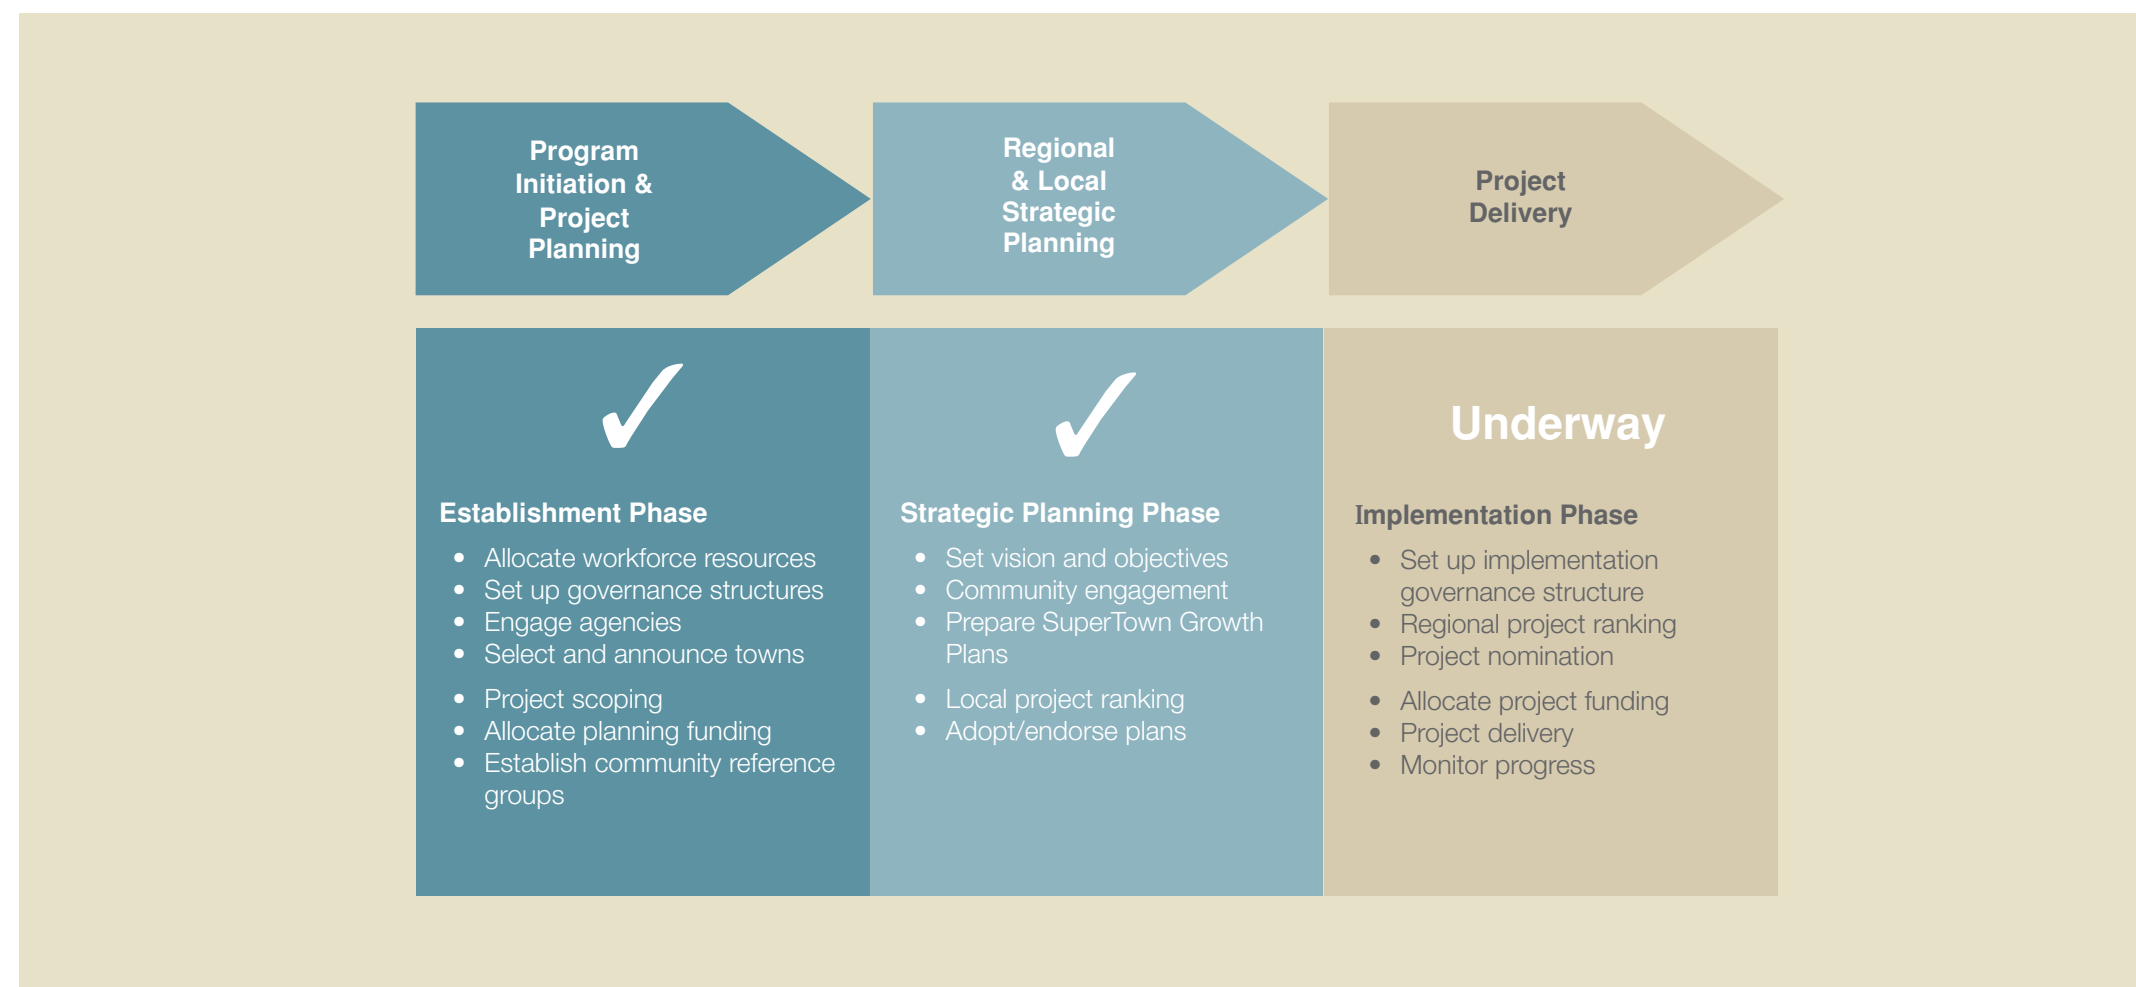 Program
Initiation &
Project
Planning
Regional
& Local
Strategic
Planning
Project
Delivery
✓
Establishment Phase
• Allocate workforce resources
• Set up governance structures
• Engage agencies
• Select and announce towns
• Project scoping
• Allocate planning funding
• Establish community reference
groups
✓
Strategic Planning Phase
• Set vision and objectives
• Community engagement
• Prepare SuperTown Growth
Plans
• Local project ranking
• Adopt/endorse plans
Underway
Implementation Phase
• Set up implementation
governance structure
• Regional project ranking
• Project nomination
• Allocate project funding
• Project delivery
• Monitor progress